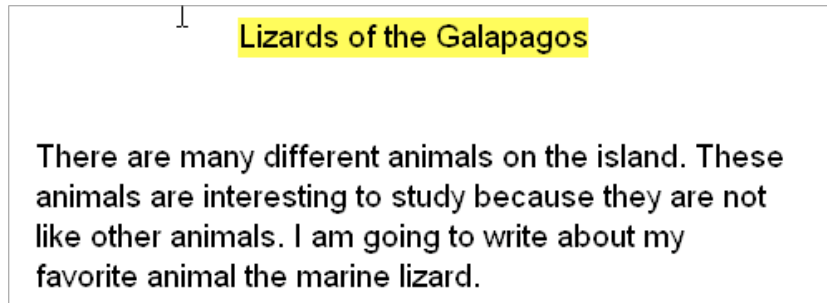 Lizards of the Galapagos
There are many different animals on the island. These
animals are interesting to study because they are not
like other animals. I am going to write about my
favorite animal the marine lizard.